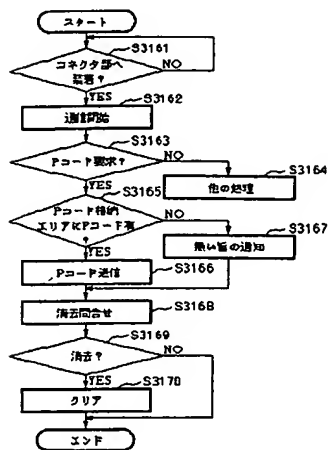 スタート
S3161
コネクタ部へ
装着?
NO
YES
S3162
通信開始
S3163
Pコード要求?
NO
YES
S3164
他の処理
S3165
Pコード格納
エリアにPコード有
?
NO
YES
S3167
無い旨の通知
S3166
Pコード送信
S3168
消去問合せ
S3169
消去?
NO
YES
S3170
クリア
エンド